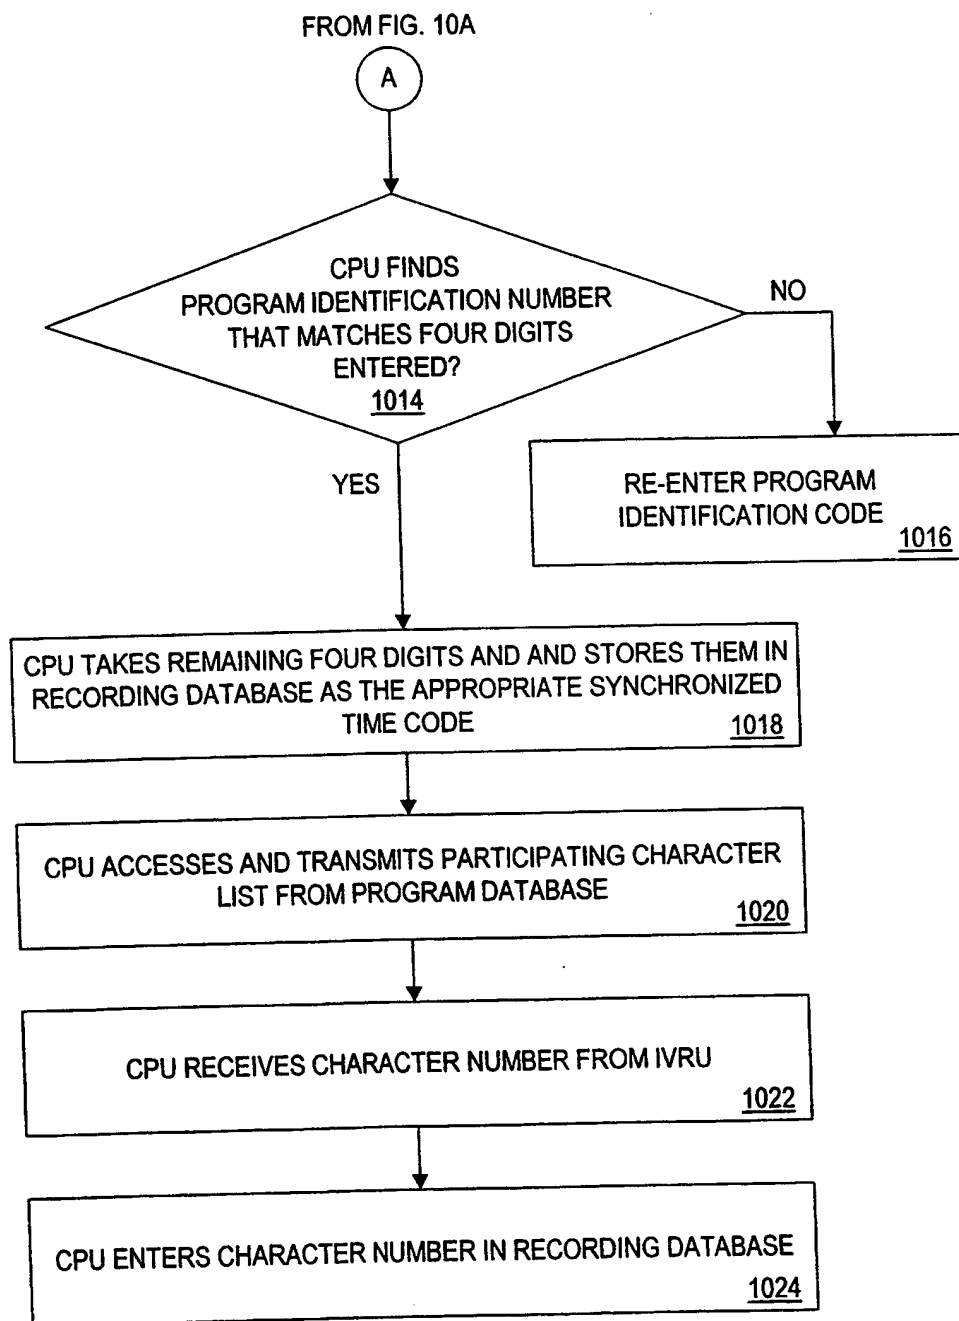 FROM FIG. 10A
A
CPU FINDS
PROGRAM IDENTIFICATION NUMBER
THAT MATCHES FOUR DIGITS
ENTERED?
1014
NO
YES
RE-ENTER PROGRAM
IDENTIFICATION CODE
1016
CPU TAKES REMAINING FOUR DIGITS AND AND STORES THEM IN
RECORDING DATABASE AS THE APPROPRIATE SYNCHRONIZED
TIME CODE
1018
CPU ACCESSES AND TRANSMITS PARTICIPATING CHARACTER
LIST FROM PROGRAM DATABASE
1020
CPU RECEIVES CHARACTER NUMBER FROM IVRU
1022
CPU ENTERS CHARACTER NUMBER IN RECORDING DATABASE
1024